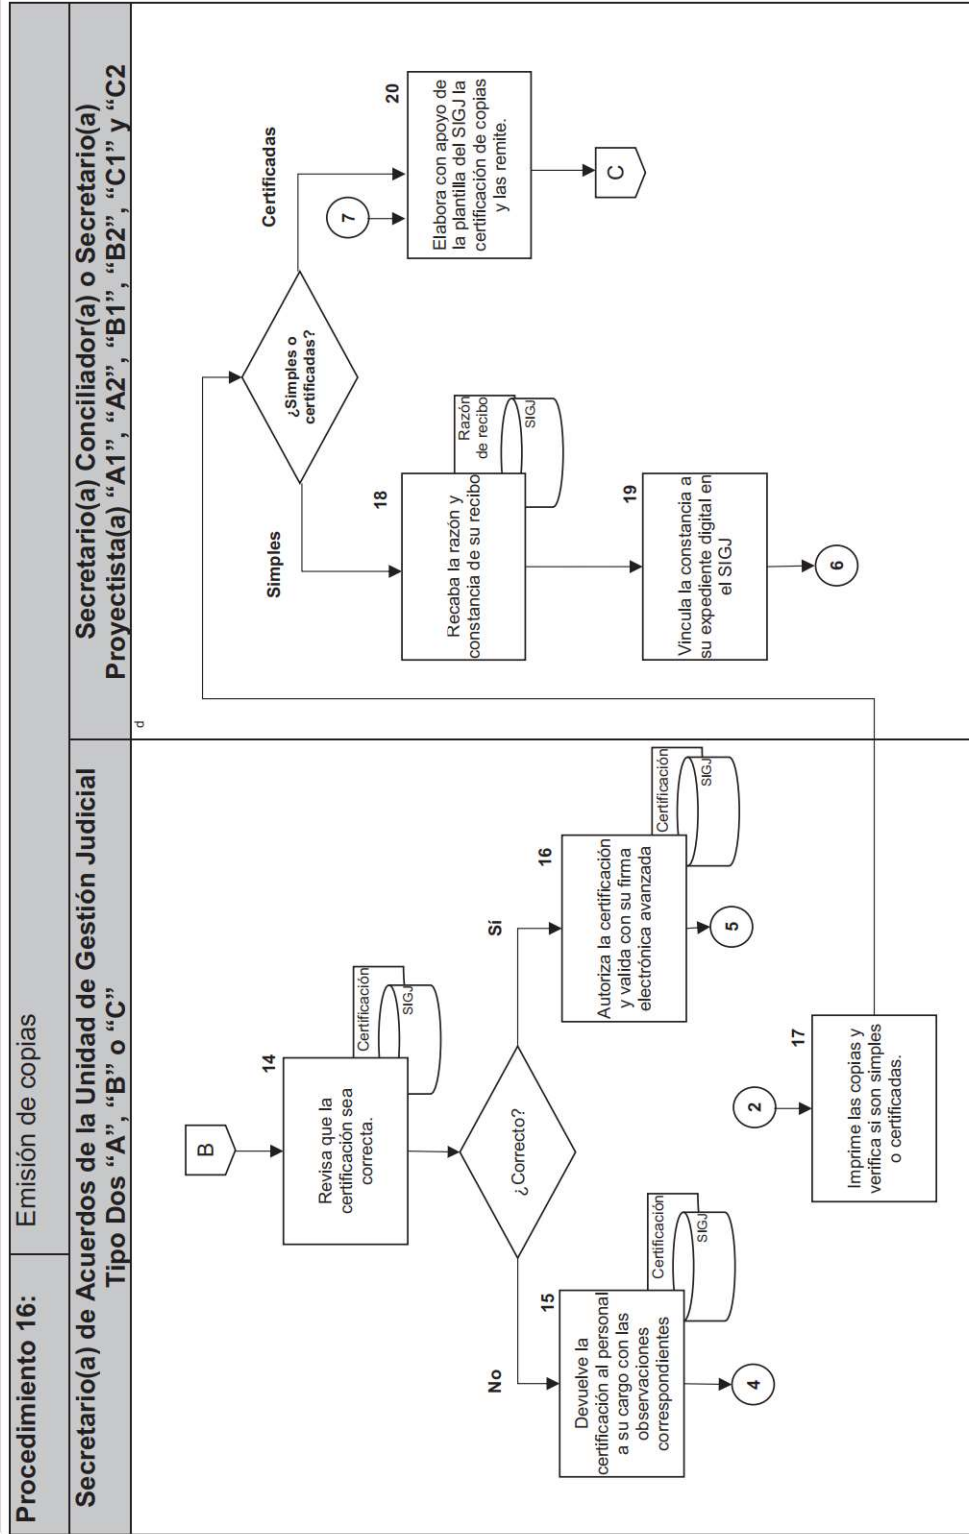 Procedimiento 16:
Emisión de copias
Secretario(a) de Acuerdos de la Unidad de Gestión Judicial
Tipo Dos “A”, “B” o “C”
Secretario(a) Conciliador(a) o Secretario(a)
Proyectista(a) “A1”, “A2”, “B1”, “B2”, “C1” y “C2
d
B
14
Revisa que la
certificación sea
correcta.
Certificación
SIGJ
¿Correcto?
No
Sí
15
Devuelve la
certificación al personal
a su cargo con las
observaciones
correspondientes
Certificación
SIGJ
4
16
Autoriza la certificación
y valida con su firma
electrónica avanzada
Certificación
SIGJ
5
2
17
Imprime las copias y
verifica si son simples
o certificadas.
¿Simples o
certificadas?
Simples
Certificadas
18
Recaba la razón y
constancia de su recibo
Razón
de recibo
SIGJ
19
Vincula la constancia a
su expediente digital en
el SIGJ
6
7
20
Elabora con apoyo de
la plantilla del SIGJ la
certificación de copias
y las remite.
C